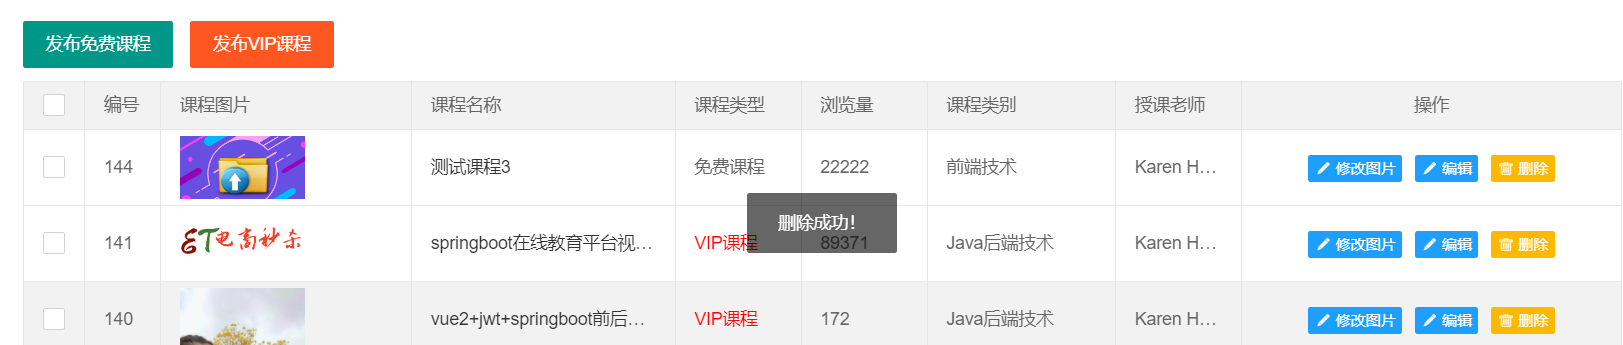 发布免费课程 发布VIP课程
编号 课程图片 课程名称 课程类型 浏览量 课程类别 授课老师 操作
144 测试课程3 免费课程 22222 前端技术 Karen H... 修改图片 编辑 删除
删除成功!
141 ET电商秒杀 springboot在线教育平台视... VIP课程 89371 Java后端技术 Karen H... 修改图片 编辑 删除
140 vue2+jwt+springboot前后... VIP课程 172 Java后端技术 Karen H... 修改图片 编辑 删除